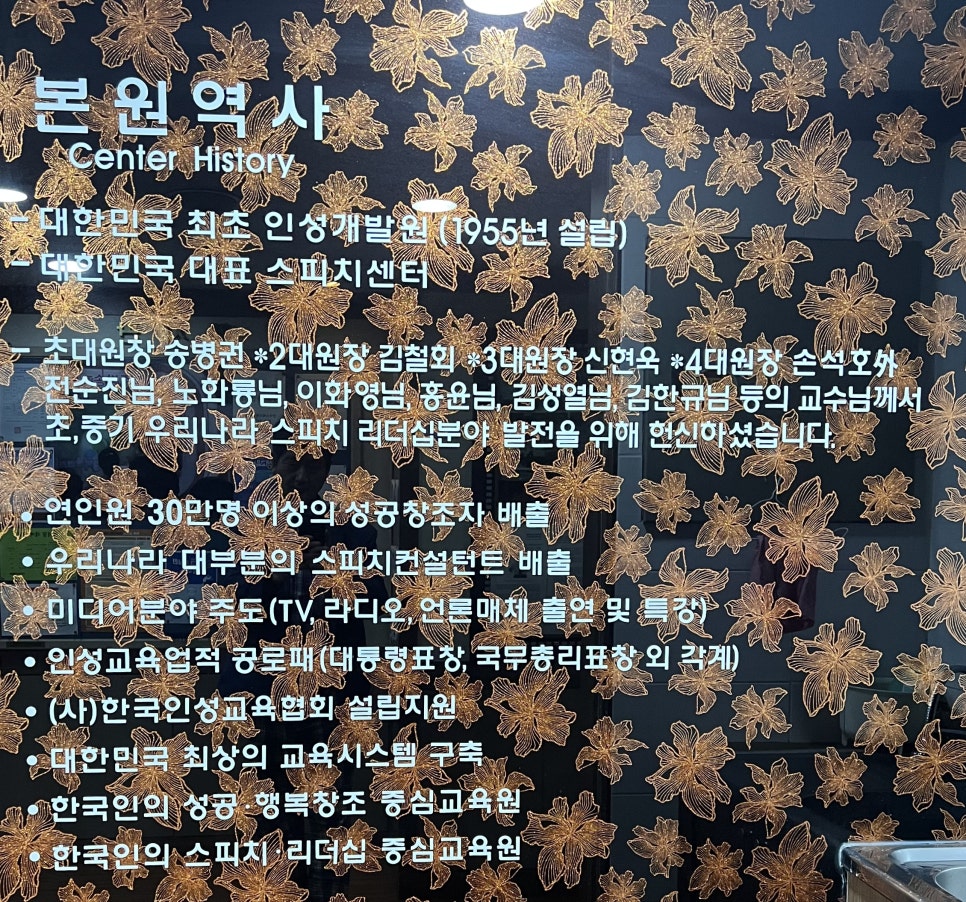 본원역사
Center History
- 대한민국 최초 인성개발원 (1955년 설립)
- 대한민국 대표 스피치센터
- 초대원장 송병권 *2대원장 김철회 *3대원장 신현욱 *4대원장 손석호外
전순진님, 노화룡님, 이화영님, 홍윤님, 김성열님, 김한규님 등의 교수님께서
초,중기 우리나라 스피치 리더십분야 발전을 위해 헌신하셨습니다.
• 연인원 30만명 이상의 성공창조자 배출
• 우리나라 대부분의 스피치컨설턴트 배출
• 미디어분야 주도(TV, 라디오, 언론매체 출연 및 특강)
• 인성교육업적 공로패(대통령표창, 국무총리표창 외 각계)
• (사)한국인성교육협회 설립지원
• 대한민국 최상의 교육시스템 구축
• 한국인의 성공·행복창조 중심교육원
• 한국인의 스피치·리더십 중심교육원